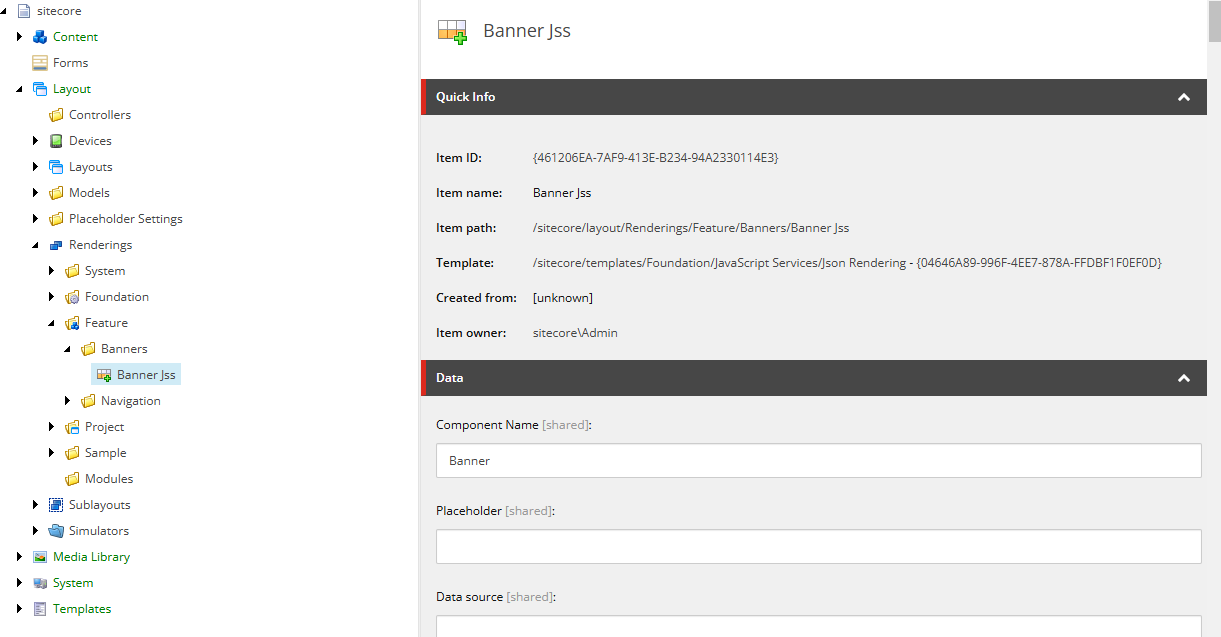 sitecore
Content
Forms
Layout
Controllers
Devices
Layouts
Models
Placeholder Settings
Renderings
System
Foundation
Feature
Banners
Banner Jss
Navigation
Project
Sample
Modules
Sublayouts
Simulators
Media Library
System
Templates
Banner Jss
Quick Info
Item ID: {461206EA-7AF9-413E-B234-94A2330114E3}
Item name: Banner Jss
Item path: /sitecore/layout/Renderings/Feature/Banners/Banner Jss
Template: /sitecore/templates/Foundation/JavaScript Services/Json Rendering - {04646A89-996F-4EE7-878A-FFDBF1F0EF0D}
Created from: [unknown]
Item owner: sitecore\Admin
Data
Component Name [shared]:
Banner
Placeholder [shared]:
Data source [shared]: